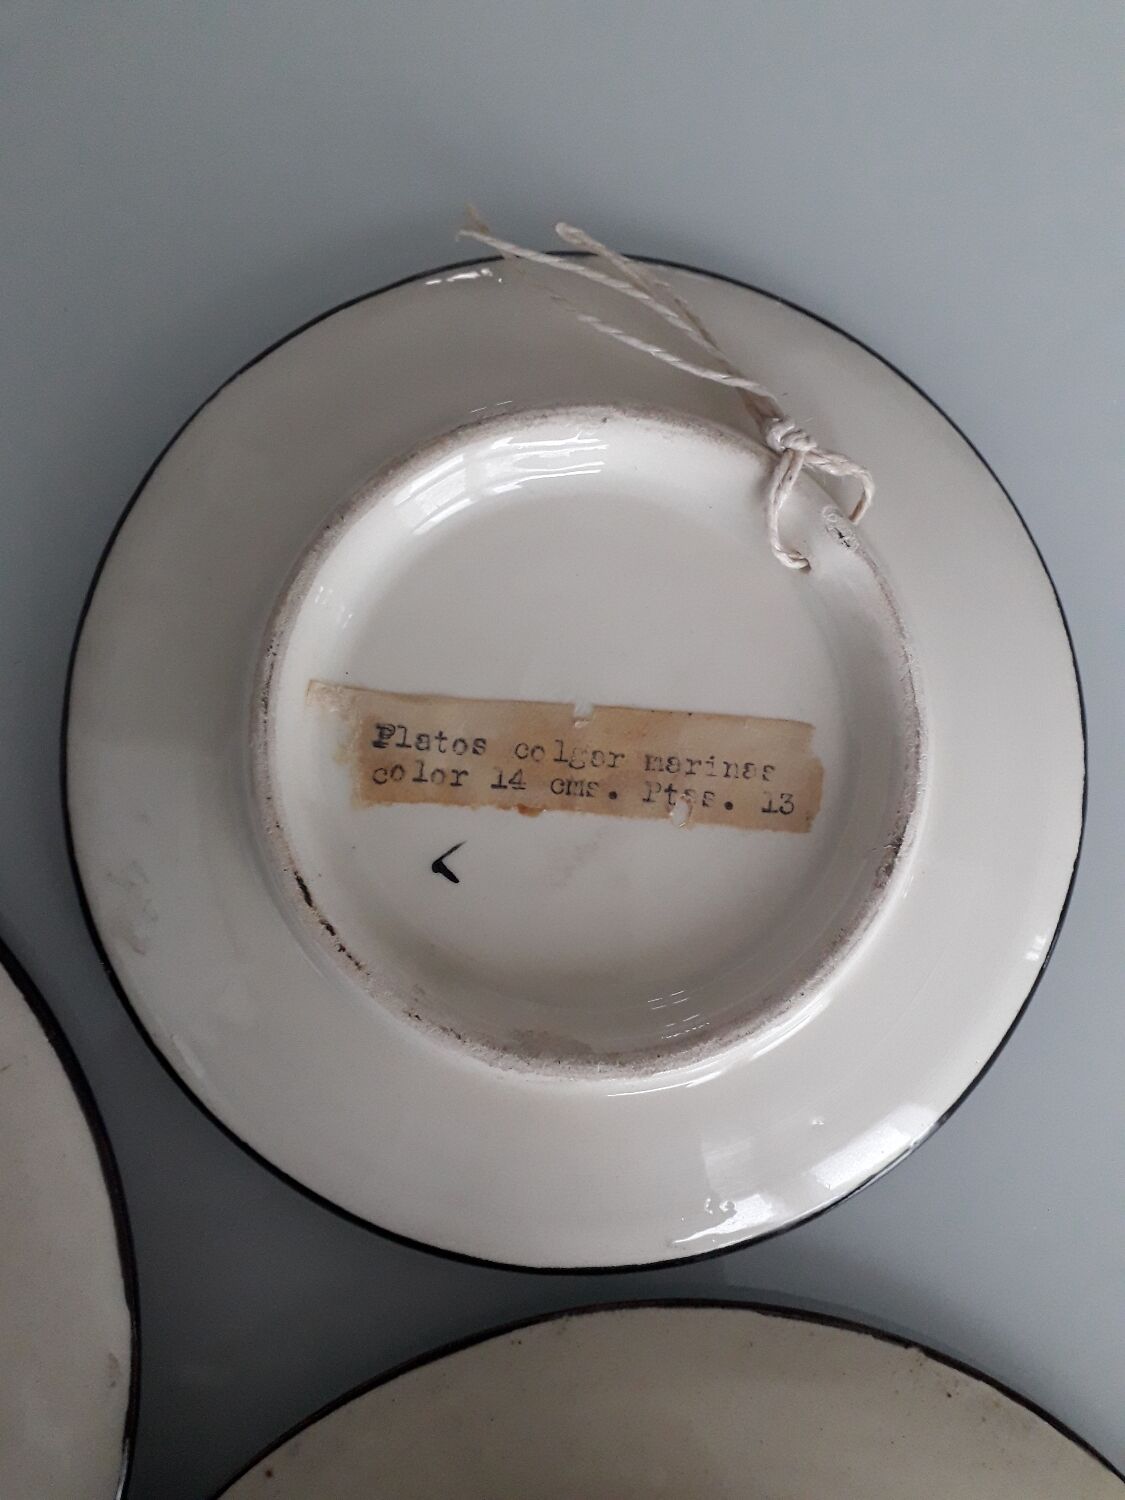 Platos colgar marinas
color 14 cms. Ptas. 13